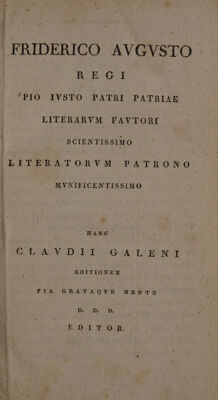 FRIDERICO AVGVSTO
REGI
PIO IVSTO PATRI PATRIAE
LITERARVM FAVTORI
SCIENTISSIMO
LITERATORVM PATRONO
MVNIFICENTISSIMO
HANC
CLAVDII GALENI
EDITIONEM
PIA GRATAQVE MENTE
D. D. D.
EDITOR.